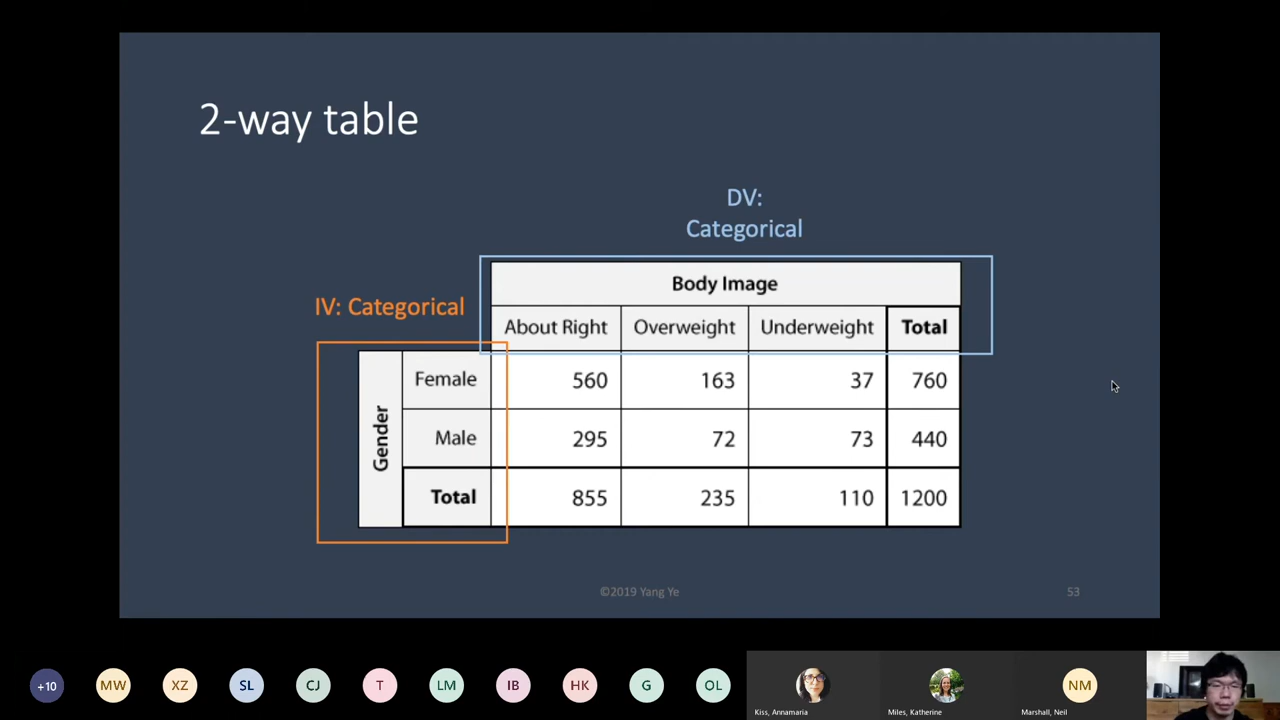 2-way table
DV:
Categorical
IV: Categorical
Body Image
About Right Overweight Underweight Total
Gender
Female 560 163 37 760
Male 295 72 73 440
Total 855 235 110 1200
©2019 Yang Ye
53
+10 MW XZ SL CJ T LM IB HK G OL NM
Kiss, Annamaria Miles, Katherine Marshall, Neil